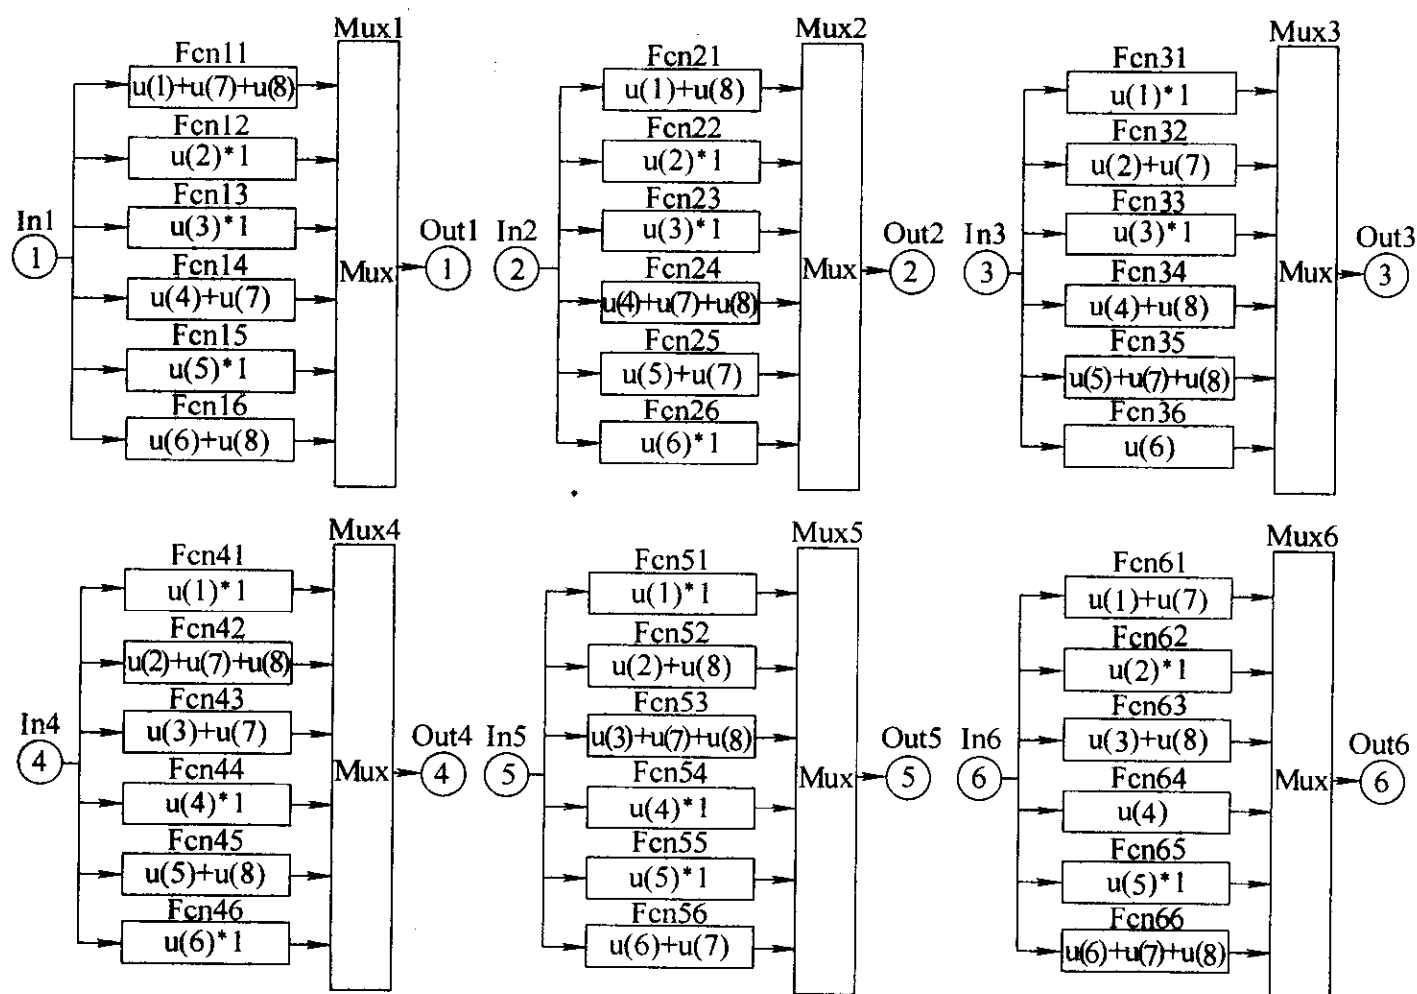 Mux1
Fcn11
u(1)+u(7)+u(8)
Fcn12
u(2)*1
Fcn13
u(3)*1
In1
1
Fcn14
u(4)+u(7)
Fcn15
u(5)*1
Fcn16
u(6)+u(8)
Mux
Out1
1
Mux2
Fcn21
u(1)+u(8)
Fcn22
u(2)*1
Fcn23
u(3)*1
In2
2
Fcn24
u(4)+u(7)+u(8)
Fcn25
u(5)+u(7)
Fcn26
u(6)*1
Mux
Out2
2
Mux3
Fcn31
u(1)*1
Fcn32
u(2)+u(7)
Fcn33
u(3)*1
In3
3
Fcn34
u(4)+u(8)
Fcn35
u(5)+u(7)+u(8)
Fcn36
u(6)
Mux
Out3
3
Mux4
Fcn41
u(1)*1
Fcn42
u(2)+u(7)+u(8)
Fcn43
u(3)+u(7)
In4
4
Fcn44
u(4)*1
Fcn45
u(5)+u(8)
Fcn46
u(6)*1
Mux
Out4
4
Mux5
Fcn51
u(1)*1
Fcn52
u(2)+u(8)
Fcn53
u(3)+u(7)+u(8)
In5
5
Fcn54
u(4)*1
Fcn55
u(5)*1
Fcn56
u(6)+u(7)
Mux
Out5
5
Mux6
Fcn61
u(1)+u(7)
Fcn62
u(2)*1
Fcn63
u(3)+u(8)
In6
6
Fcn64
u(4)
Fcn65
u(5)*1
Fcn66
u(6)+u(7)+u(8)
Mux
Out6
6